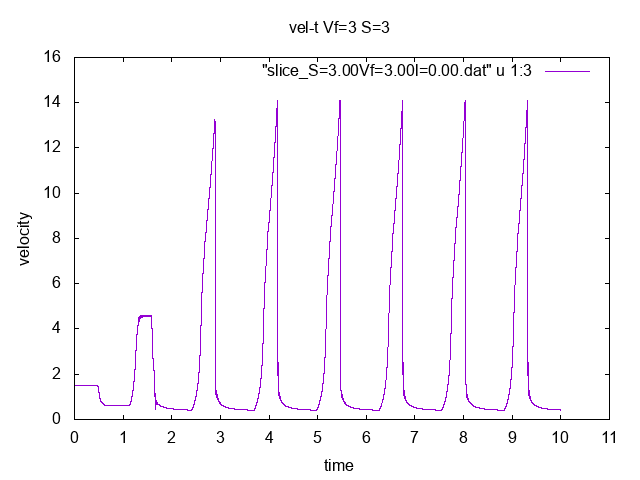 vel-t Vf=3 S=3
"slice_S=3.00Vf=3.00I=0.00.dat" u 1:3
16
14
12
10
8
6
4
2
0
velocity
0 1 2 3 4 5 6 7 8 9 10 11
time